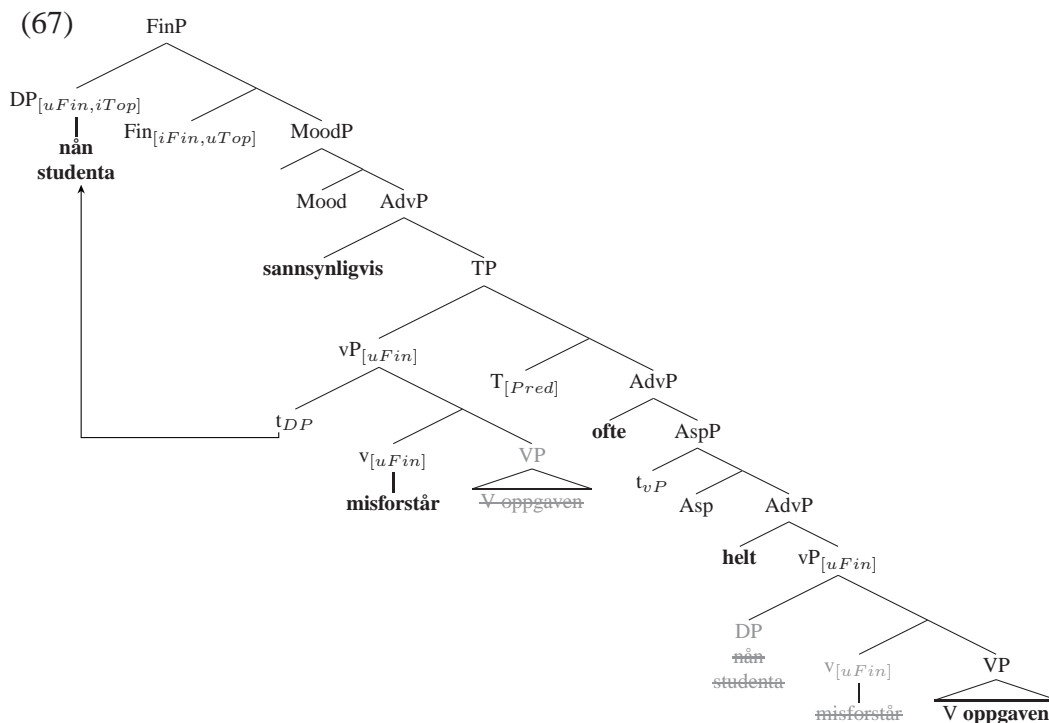 (67)
FinP
DP[uFin,iTop]
Fin[iFin,uTop]
MoodP
nån
studenta
Mood
AdvP
sannsynligvis
TP
vP[uFin]
T[Pred]
AdvP
tDP
ofte
AspP
v[uFin]
VP
tvP
misforstår
V oppgaven
Asp
AdvP
helt
vP[uFin]
DP
nån
studenta
v[uFin]
VP
misforstår
V oppgaven